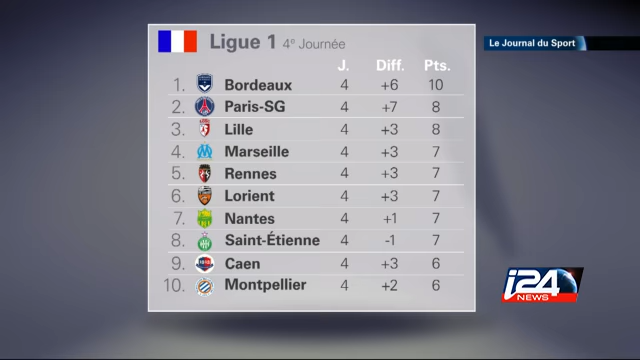 Ligue 1 4e Journée
Le Journal du Sport
J. Diff. Pts.
1. Bordeaux 4 +6 10
2. Paris-SG 4 +7 8
3. Lille 4 +3 8
4. Marseille 4 +3 7
5. Rennes 4 +3 7
6. Lorient 4 +3 7
7. Nantes 4 +1 7
8. Saint-Étienne 4 -1 7
9. Caen 4 +3 6
10. Montpellier 4 +2 6
i24
NEWS